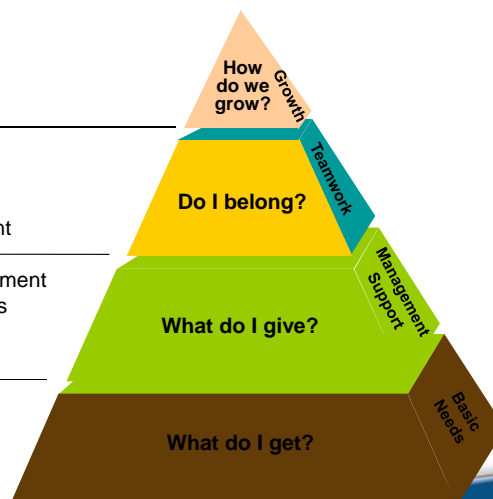 How
do we
grow?
Growth
Do I belong?
Teamwork
What do I give?
Management
Support
What do I get?
Basic
Needs